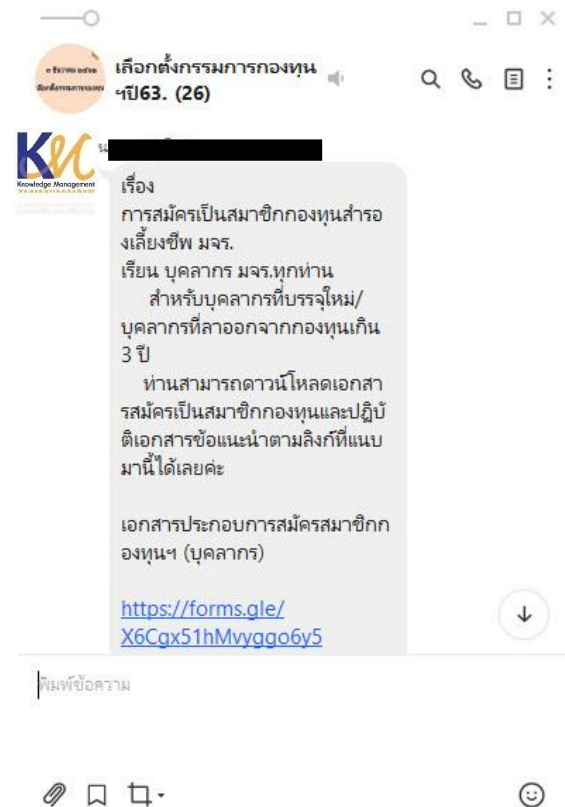 เลือกตั้งกรรมการกองทุน
ฯปี63. (26)
KM
Knowledge Management
น
เรื่อง
การสมัครเป็นสมาชิกกองทุนสำรอ
งเลี้ยงชีพ มจร.
เรียน บุคลากร มจร.ทุกท่าน
สำหรับบุคลากรที่บรรจุใหม่/
บุคลากรที่ลาออกจากกองทุนเกิน
3 ปี
ท่านสามารถดาวน์โหลดเอกสา
รสมัครเป็นสมาชิกกองทุนและปฏิบั
ติเอกสารข้อแนะนำตามลิงก์ที่แนบ
มานี้ได้เลยค่ะ
เอกสารประกอบการสมัครสมาชิกก
องทุนฯ (บุคลากร)
https://forms.gle/
X6Cgx51hMvyggo6y5
พิมพ์ข้อความ